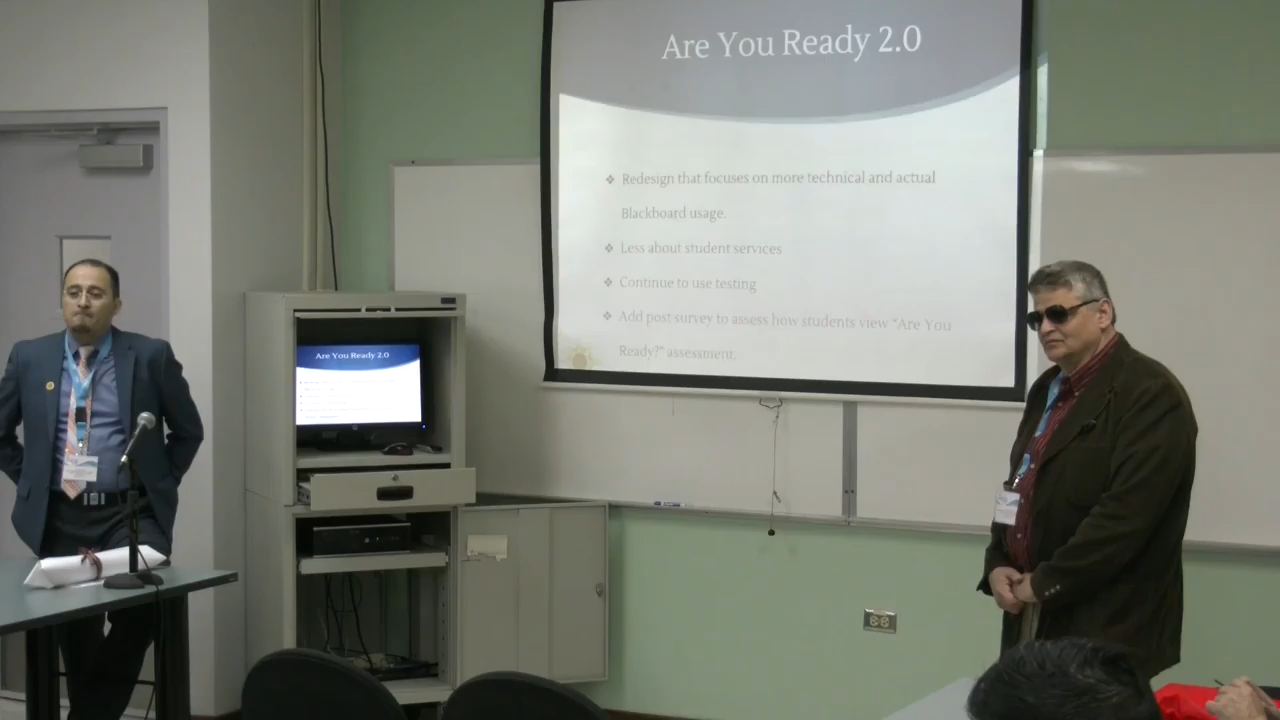 Are You Ready 2.0
❖ Redesign that focuses on more technical and actual
Blackboard usage.
❖ Less about student services
❖ Continue to use testing
❖ Add post-survey to assess how students view "Are You
Ready?" assessment.
Are You Ready 2.0